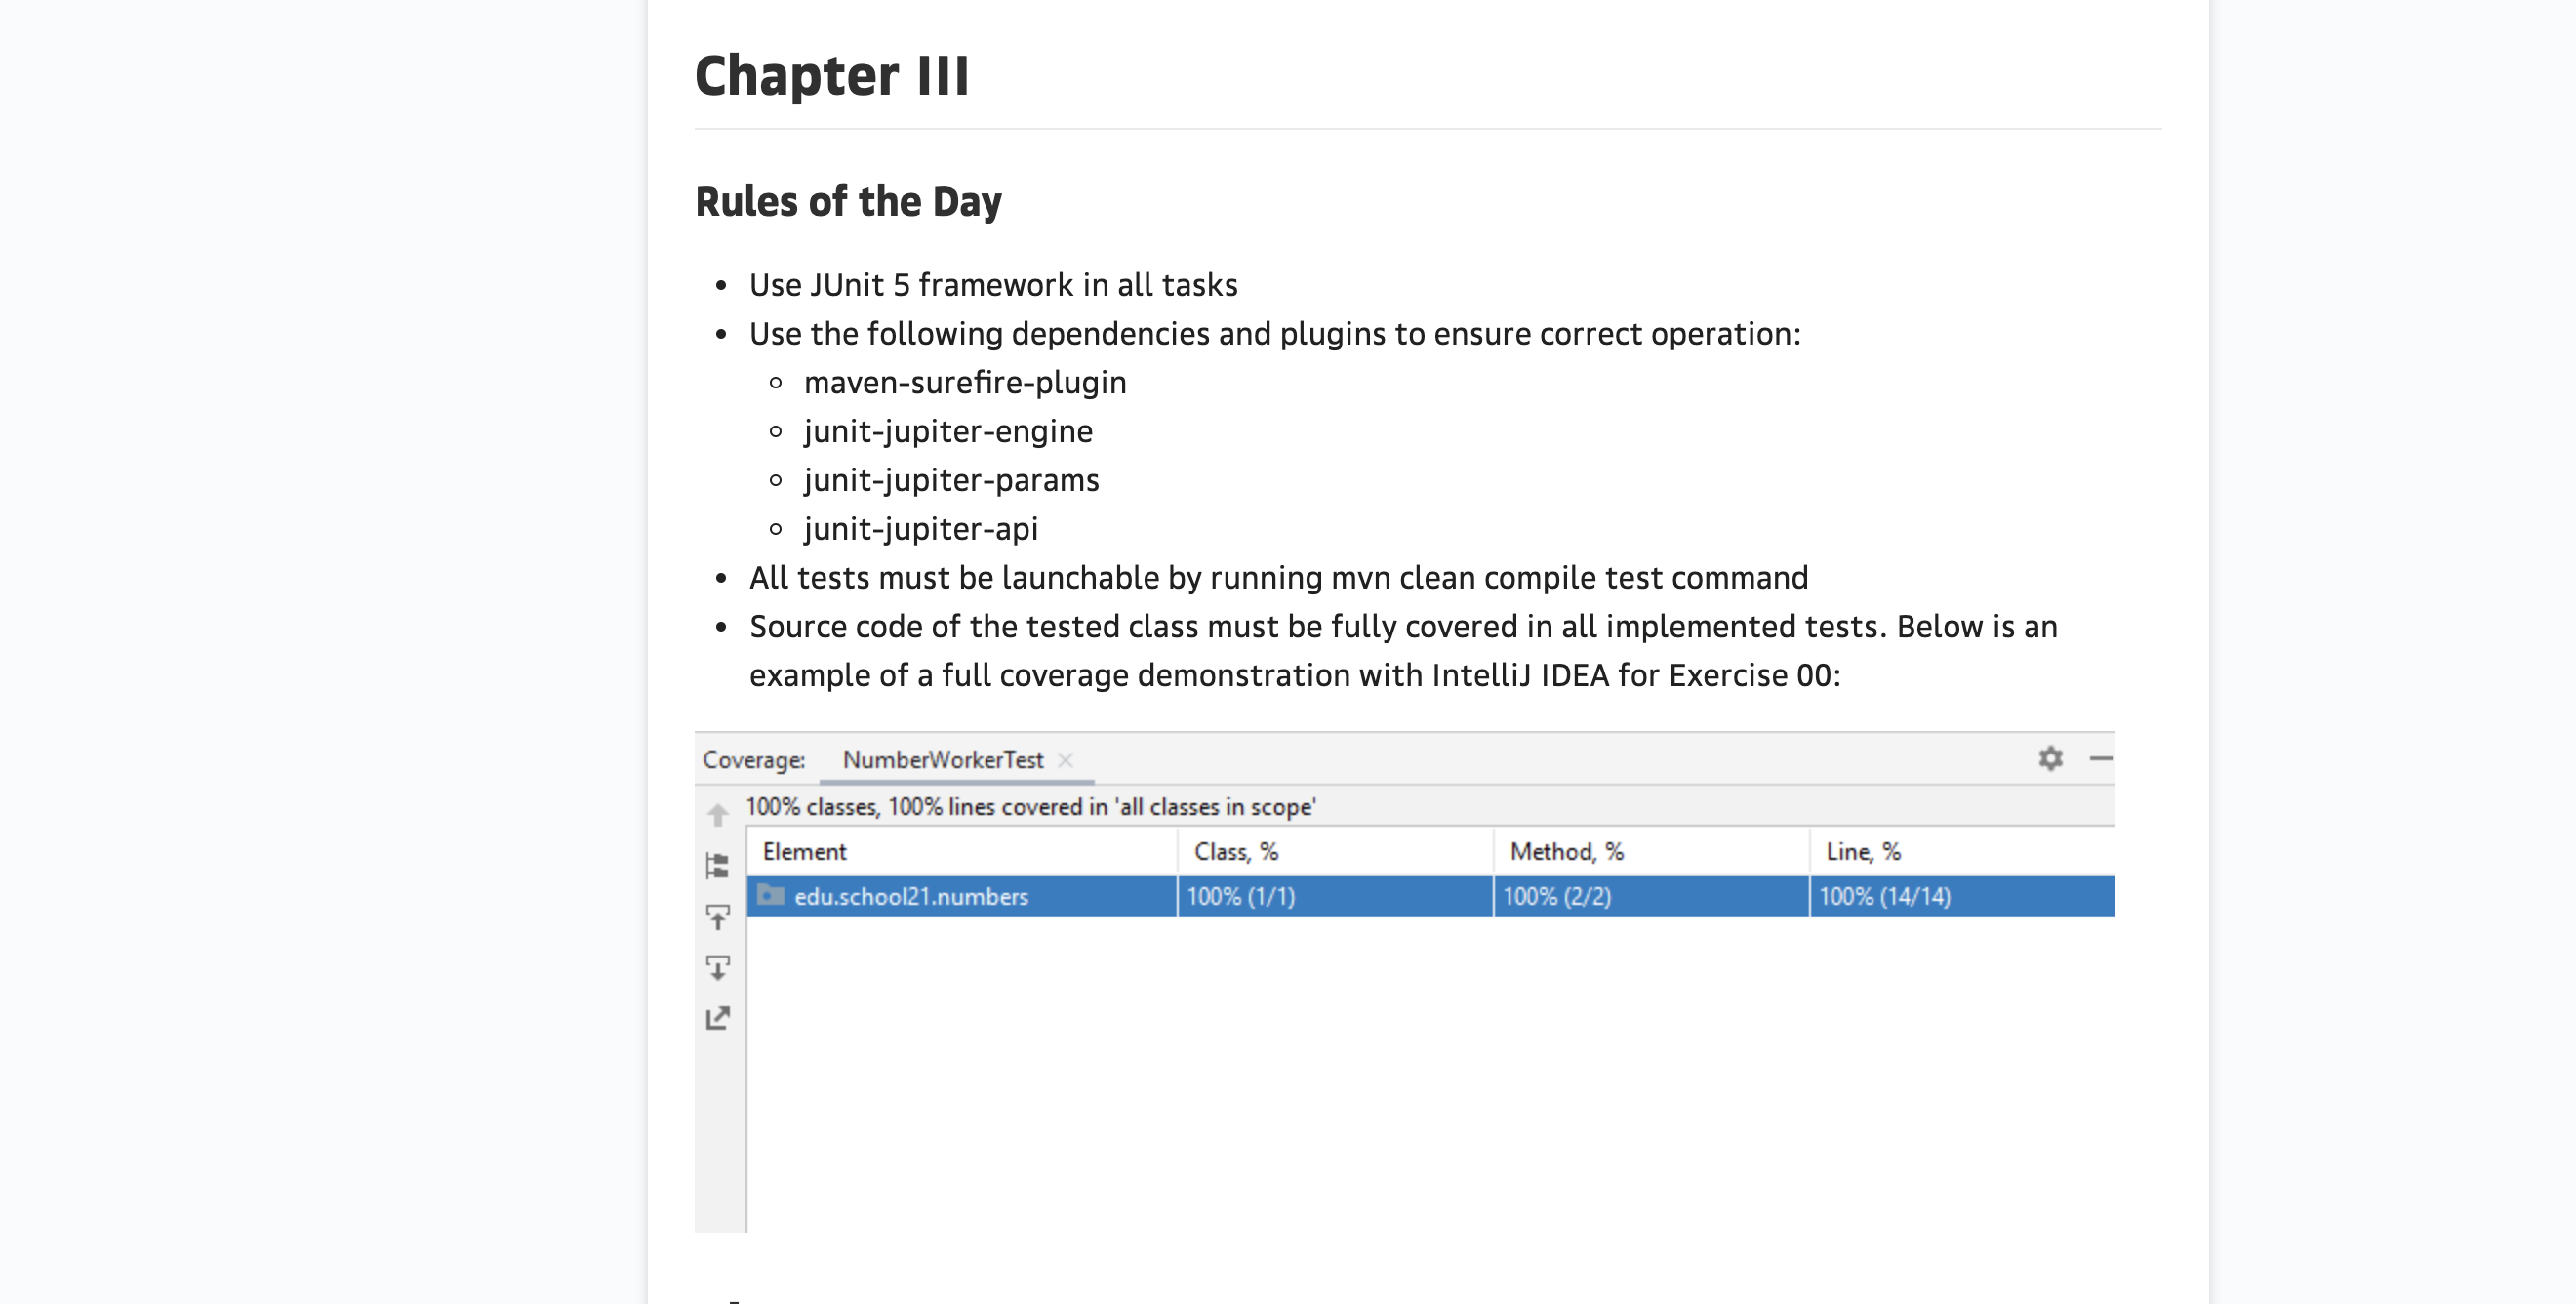 Chapter III
Rules of the Day
• Use JUnit 5 framework in all tasks
• Use the following dependencies and plugins to ensure correct operation:
◦ maven-surefire-plugin
◦ junit-jupiter-engine
◦ junit-jupiter-params
◦ junit-jupiter-api
• All tests must be launchable by running mvn clean compile test command
• Source code of the tested class must be fully covered in all implemented tests. Below is an
example of a full coverage demonstration with IntelliJ IDEA for Exercise 00:
Coverage: NumberWorkerTest
100% classes, 100% lines covered in 'all classes in scope'
Element Class, % Method, % Line, %
edu.school21.numbers 100% (1/1) 100% (2/2) 100% (14/14)